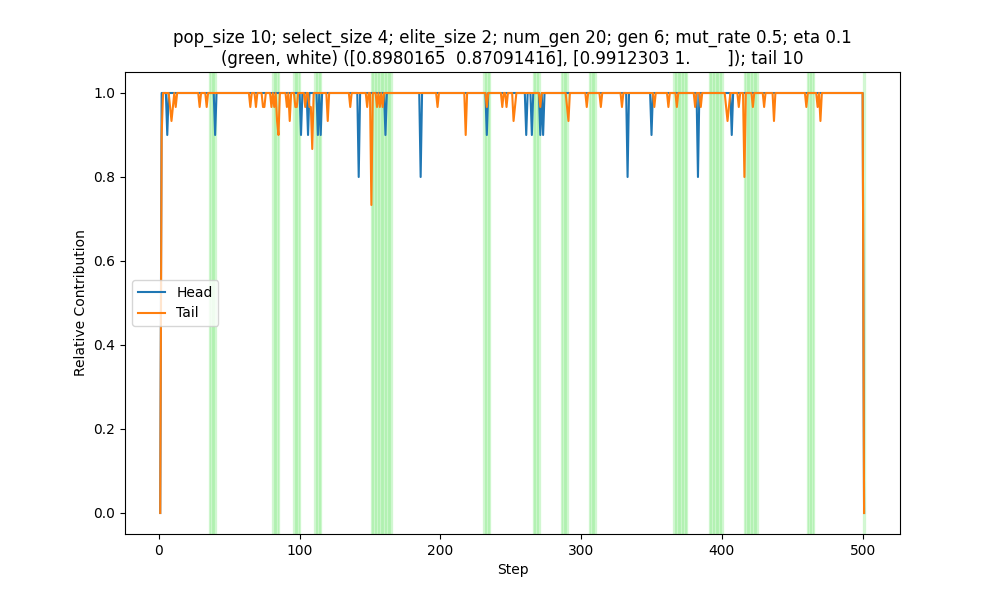 pop_size 10; select_size 4; elite_size 2; num_gen 20; gen 6; mut_rate 0.5; eta 0.1
(green, white) ([0.8980165  0.87091416], [0.9912303 1.        ]); tail 10
1.0
0.8
0.6
0.4
0.2
0.0
Relative Contribution
Head
Tail
0
100
200
300
400
500
Step